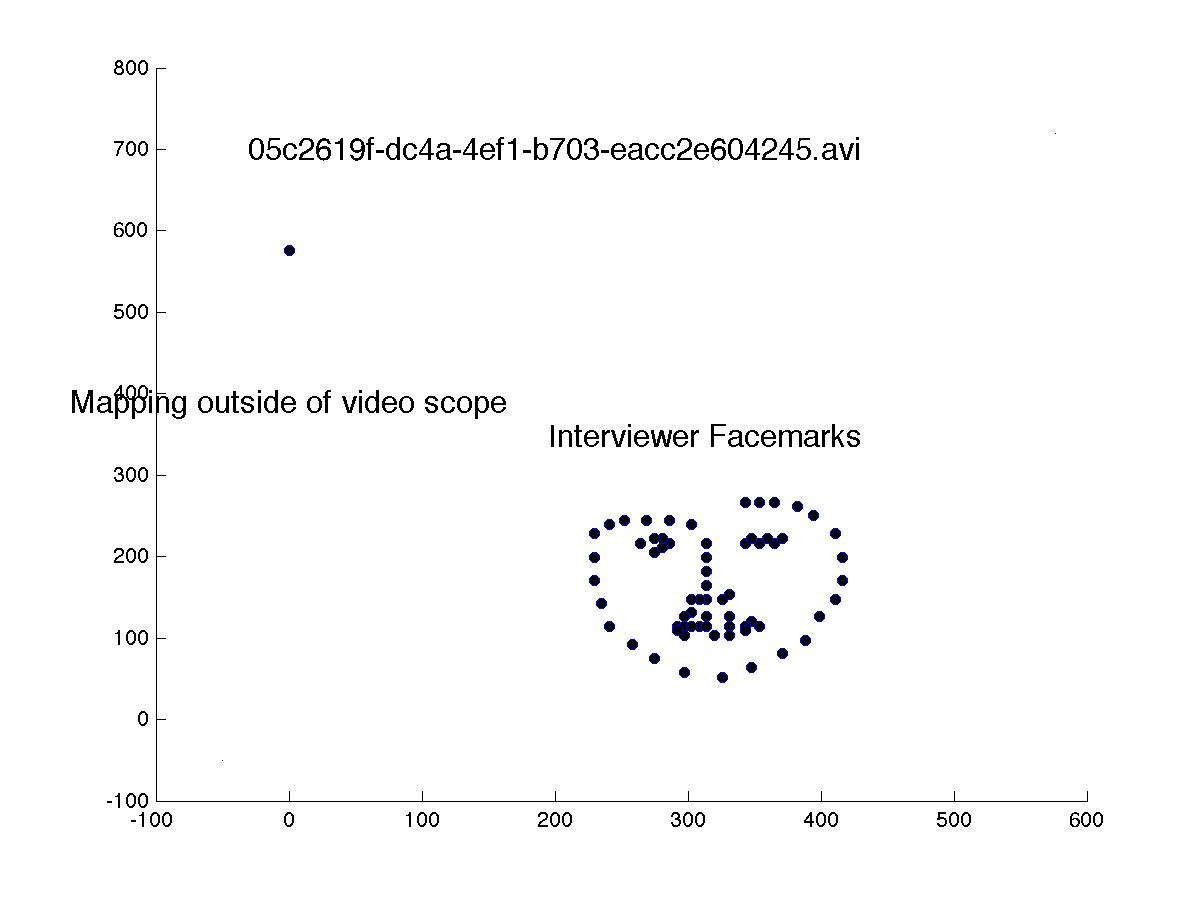 800
700
05c2619f-dc4a-4ef1-b703-eacc2e604245.avi
600
500
400
Mapping outside of video scope
Interviewer Facemarks
300
200
100
0
-100
-100 0 100 200 300 400 500 600